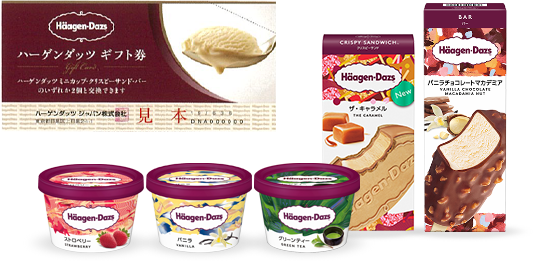 Häagen-Dazs
ハーゲンダッツ ギフト券
Gift Card
ハーゲンダッツ ミニカップ・クリスピーサンド・バー
のいずれか2個と交換できます
ハーゲンダッツ ジャパン株式会社
見本
CRISPY SANDWICH
クリスピーサンド
Häagen-Dazs
New
ザ・キャラメル
THE CARAMEL
Häagen-Dazs
BAR
バー
Häagen-Dazs
バニラチョコレートマカデミア
VANILLA CHOCOLATE
MACADAMIA NUT
Häagen-Dazs
ストロベリー
STRAWBERRY
Häagen-Dazs
バニラ
VANILLA
Häagen-Dazs
グリーンティー
GREEN TEA